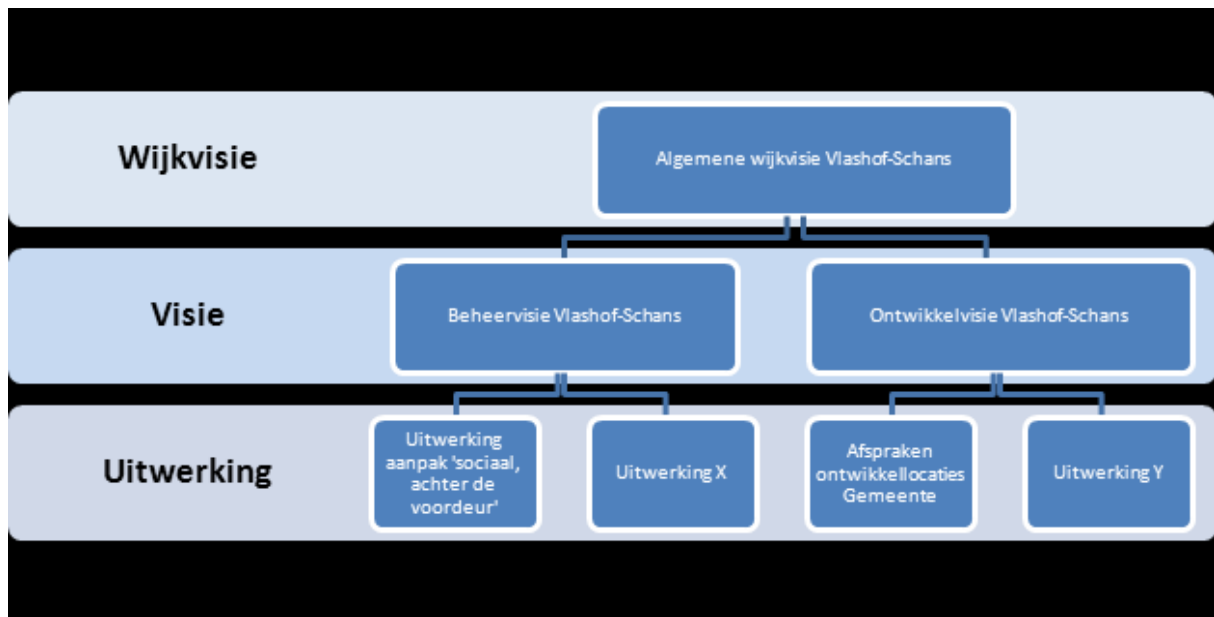 Wijkvisie
Algemene wijkvisie Vlashof-Schans
Visie
Beheervisie Vlashof-Schans
Ontwikkelvisie Vlashof-Schans
Uitwerking
Uitwerking
aanpak 'sociaal,
achter de
voordeur'
Uitwerking X
Afspraken
ontwikkellocaties
Gemeente
Uitwerking Y